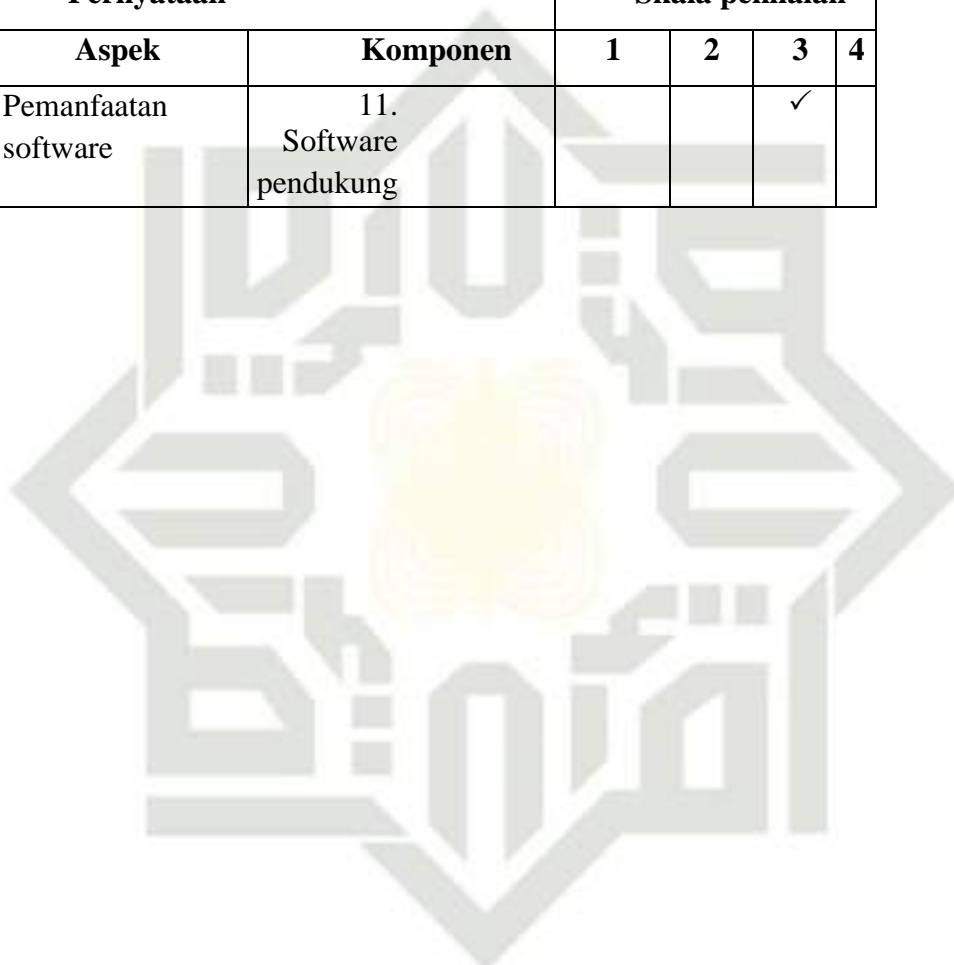 Pernyataan Skala penilaian
Aspek Komponen 1 2 3 4
Pemanfaatan software 11. Software pendukung ✓